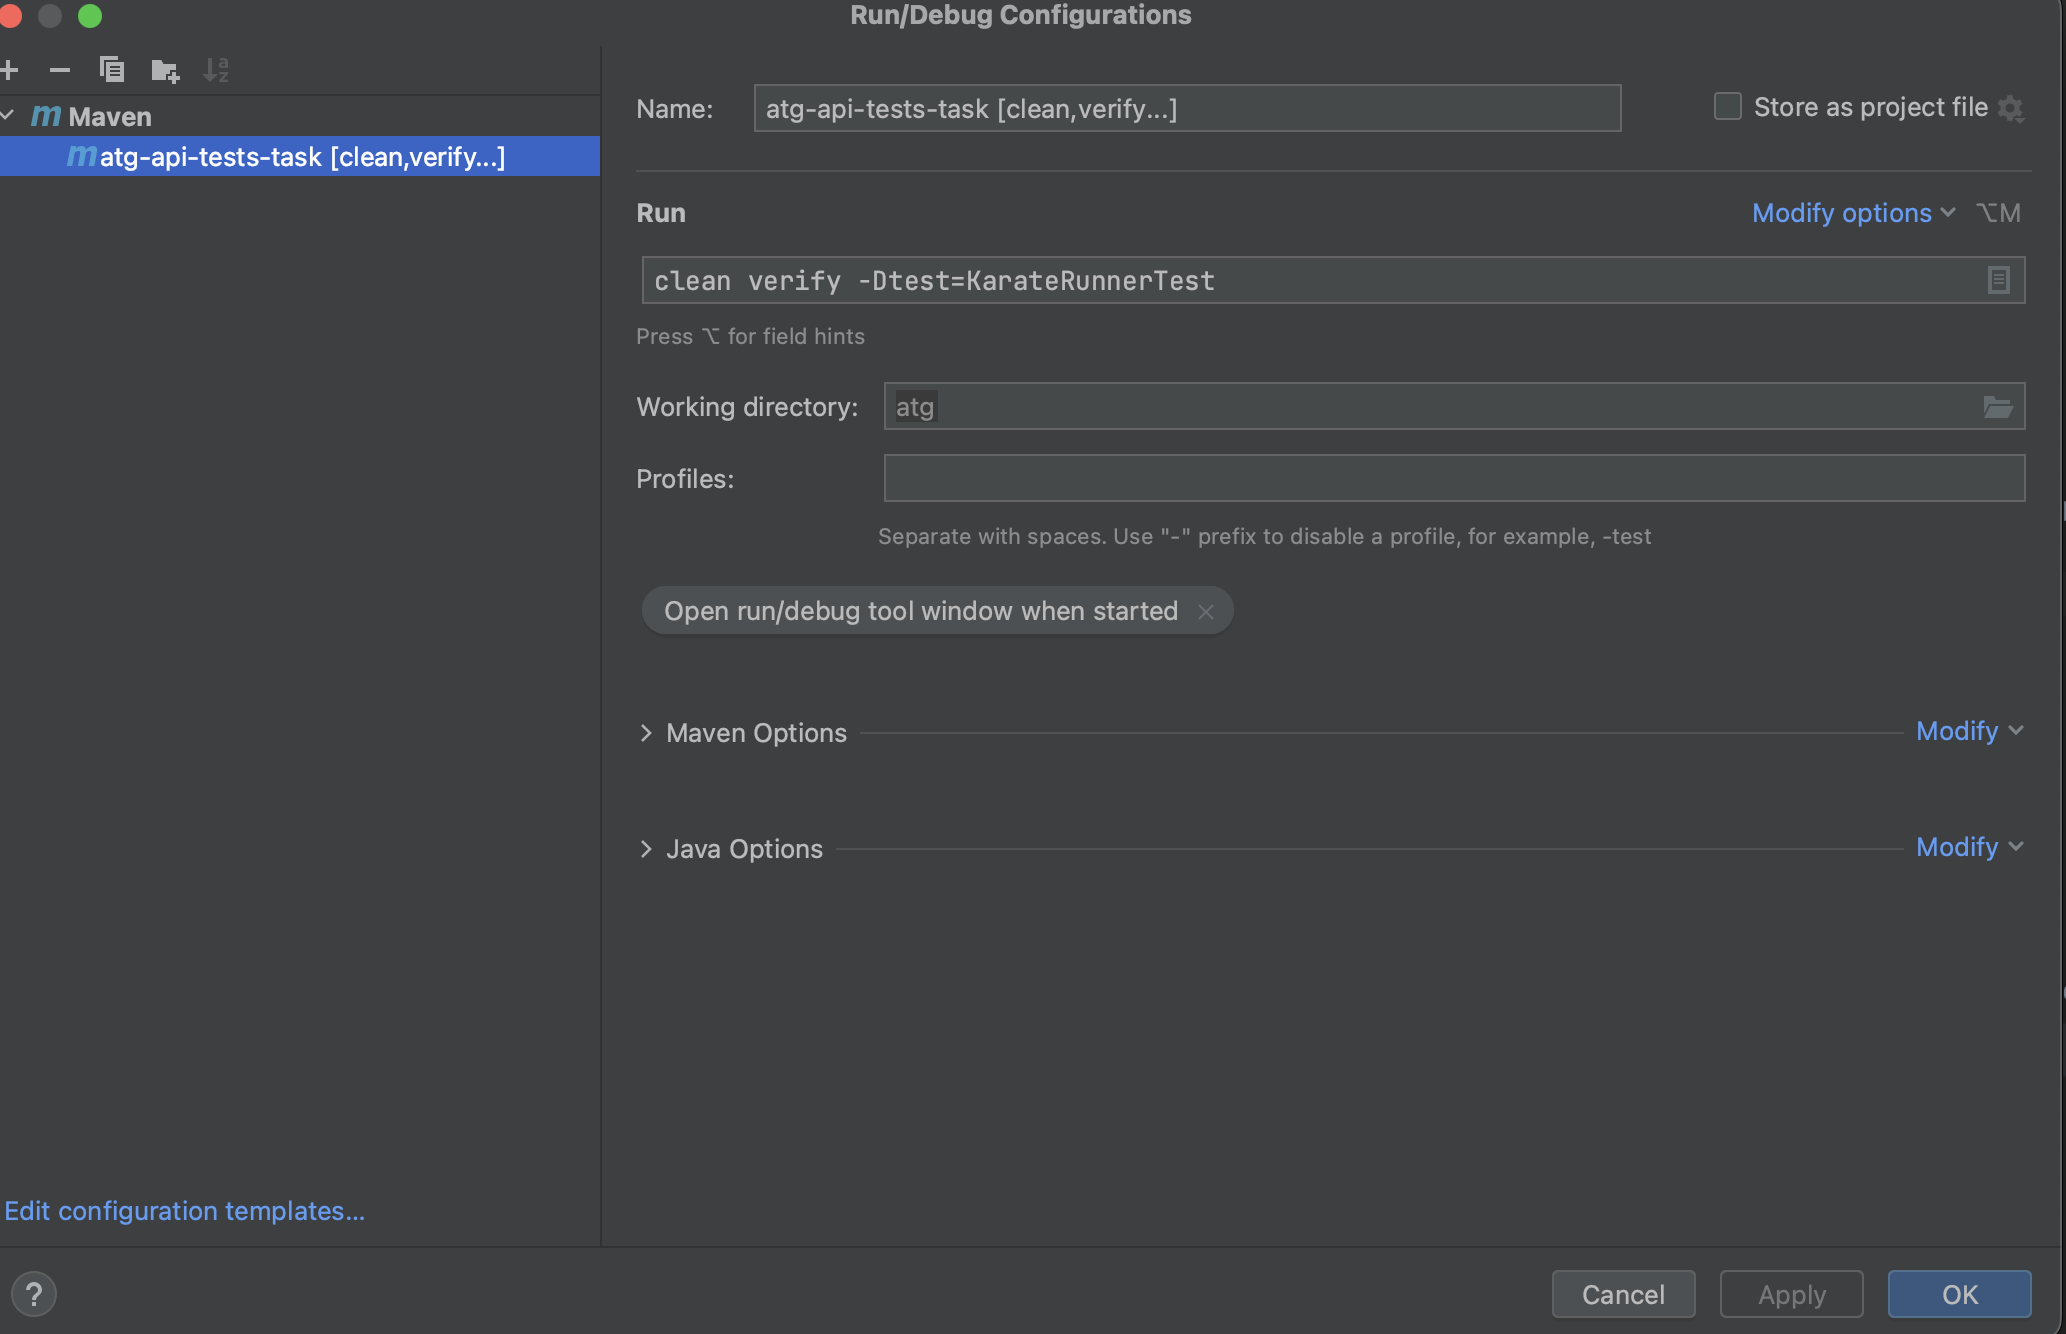 Run/Debug Configurations
Maven
atg-api-tests-task [clean,verify...]
Edit configuration templates...
Name:
atg-api-tests-task [clean,verify...]
Store as project file
Run
Modify options ⌥M
clean verify -Dtest=KarateRunnerTest
Press ⌥ for field hints
Working directory:
atg
Profiles:
Separate with spaces. Use "-" prefix to disable a profile, for example, -test
Open run/debug tool window when started
Maven Options
Modify
Java Options
Modify
?
Cancel
Apply
OK